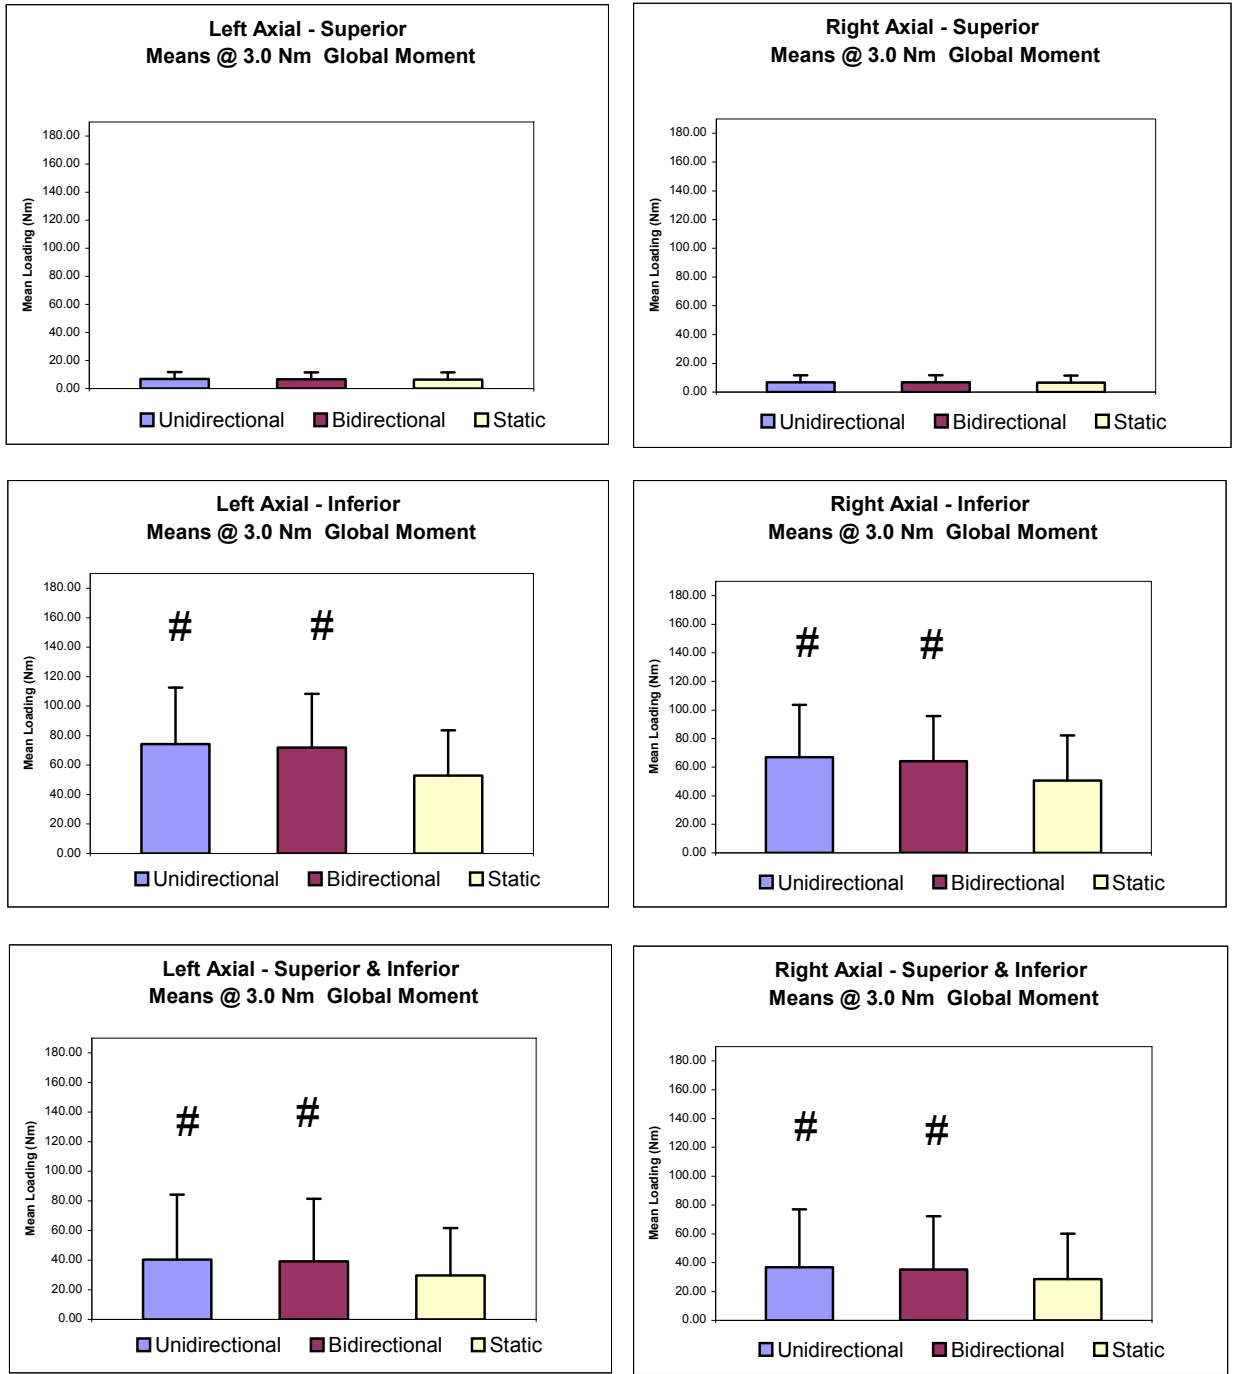 Left Axial - Superior
Means @ 3.0 Nm  Global Moment
Mean Loading (Nm)
180.00
160.00
140.00
120.00
100.00
80.00
60.00
40.00
20.00
0.00
Unidirectional Bidirectional Static
Right Axial - Superior
Means @ 3.0 Nm  Global Moment
Mean Loading (Nm)
180.00
160.00
140.00
120.00
100.00
80.00
60.00
40.00
20.00
0.00
Unidirectional Bidirectional Static
Left Axial - Inferior
Means @ 3.0 Nm  Global Moment
Mean Loading (Nm)
180.00
160.00
140.00
120.00
100.00
80.00
60.00
40.00
20.00
0.00
# #
Unidirectional Bidirectional Static
Right Axial - Inferior
Means @ 3.0 Nm  Global Moment
Mean Loading (Nm)
180.00
160.00
140.00
120.00
100.00
80.00
60.00
40.00
20.00
0.00
# #
Unidirectional Bidirectional Static
Left Axial - Superior & Inferior
Means @ 3.0 Nm  Global Moment
Mean Loading (Nm)
180.00
160.00
140.00
120.00
100.00
80.00
60.00
40.00
20.00
0.00
# #
Unidirectional Bidirectional Static
Right Axial - Superior & Inferior
Means @ 3.0 Nm  Global Moment
Mean Loading (Nm)
180.00
160.00
140.00
120.00
100.00
80.00
60.00
40.00
20.00
0.00
# #
Unidirectional Bidirectional Static